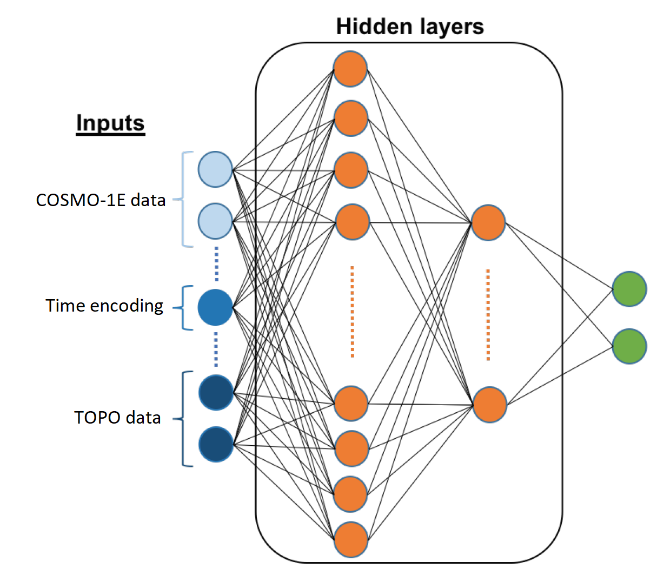 Hidden layers
Inputs
COSMO-1E data
Time encoding
TOPO data